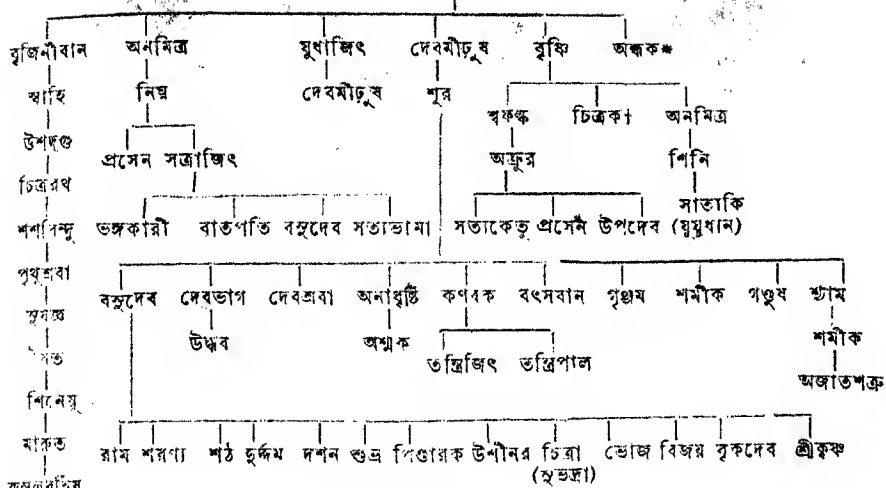 বৃজিনীবান অনমিত্র যুধাজিৎ দেবমীঢ়ুষ বৃষ্ণি অন্ধক*
স্বাহি নিঘ্ন দেবমীঢ়ুষ শূর
শ্বফল্ক চিত্রক† অনমিত্র
উশদগু
প্রসেন সত্রাজিৎ অক্রূর শিনি
চিত্ররথ
সাত্যকি
শশবিন্দু ভঙ্গকারী বাতপতি বসুদেব সত্যভামা সত্যকেতু প্রসেন উপদেব (যুযুধান)
পৃথুশ্রবা
বসুদেব দেবভাগ দেবশ্রবা অনাধৃষ্টি কণবক বৎসবান গৃঞ্জম শমীক গণ্ডুষ শ্যাম
সুযজ্ঞ
উদ্ধব অশ্মক শমীক
তন্ত্রিজিৎ তন্ত্রিপাল
অজাতশত্রু
শিনেয়ু
মারুত
রাম শরণ্য শঠ দুর্দ্দম দশন শুভ্র পিণ্ডারক উশীনর চিত্রা ভোজ বিজয় বৃকদেব শ্রীকৃষ্ণ
(সুভদ্রা)